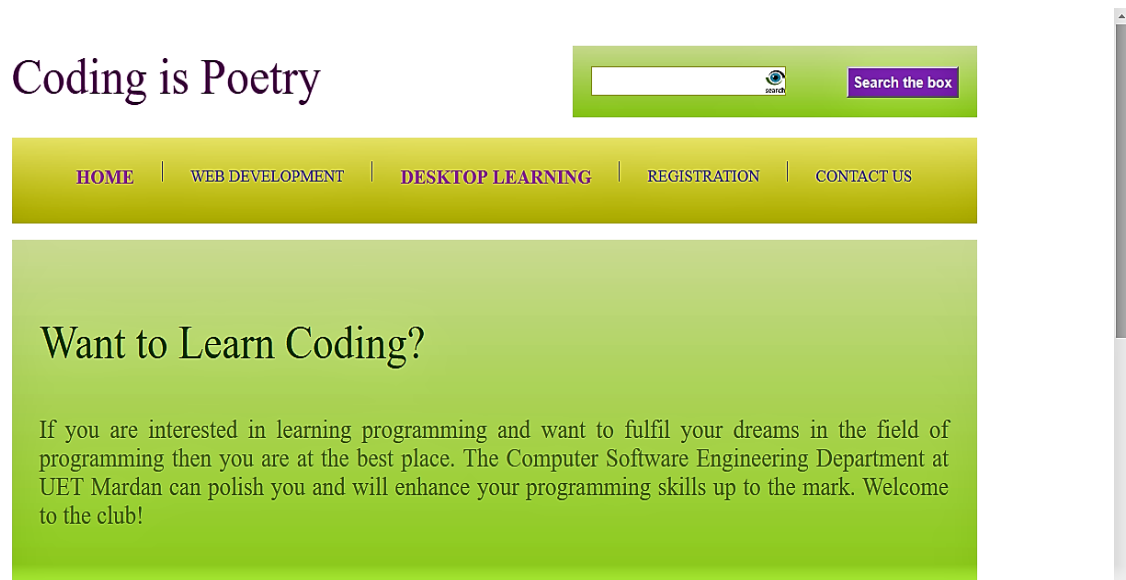 Coding is Poetry
search
Search the box
HOME
WEB DEVELOPMENT
DESKTOP LEARNING
REGISTRATION
CONTACT US
Want to Learn Coding?
If you are interested in learning programming and want to fulfil your dreams in the field of
programming then you are at the best place. The Computer Software Engineering Department at
UET Mardan can polish you and will enhance your programming skills up to the mark. Welcome
to the club!